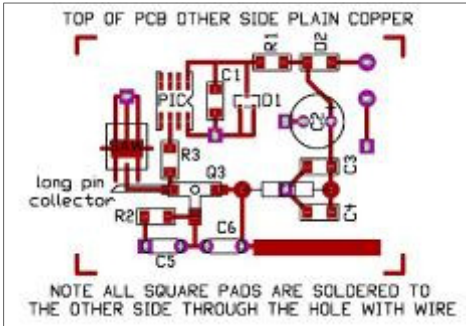 TOP OF PCB OTHER SIDE PLAIN COPPER
R1
D2
C1
PIC
D1
C2
SAW
R3
C3
long pin
collector
Q3
R2
C4
C6
C5
NOTE ALL SQUARE PADS ARE SOLDERED TO
THE OTHER SIDE THROUGH THE HOLE WITH WIRE